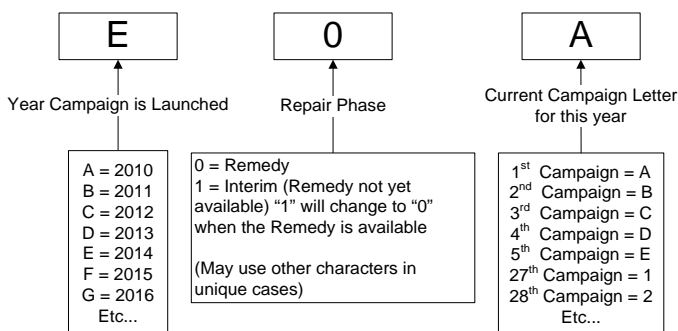 E
0
A
Year Campaign is Launched
Repair Phase
Current Campaign Letter
for this year
A = 2010
B = 2011
C = 2012
D = 2013
E = 2014
F = 2015
G = 2016
Etc...
0 = Remedy
1 = Interim (Remedy not yet
available) “1” will change to “0”
when the Remedy is available
(May use other characters in
unique cases)
1st Campaign = A
2nd Campaign = B
3rd Campaign = C
4th Campaign = D
5th Campaign = E
27th Campaign = 1
28th Campaign = 2
Etc...